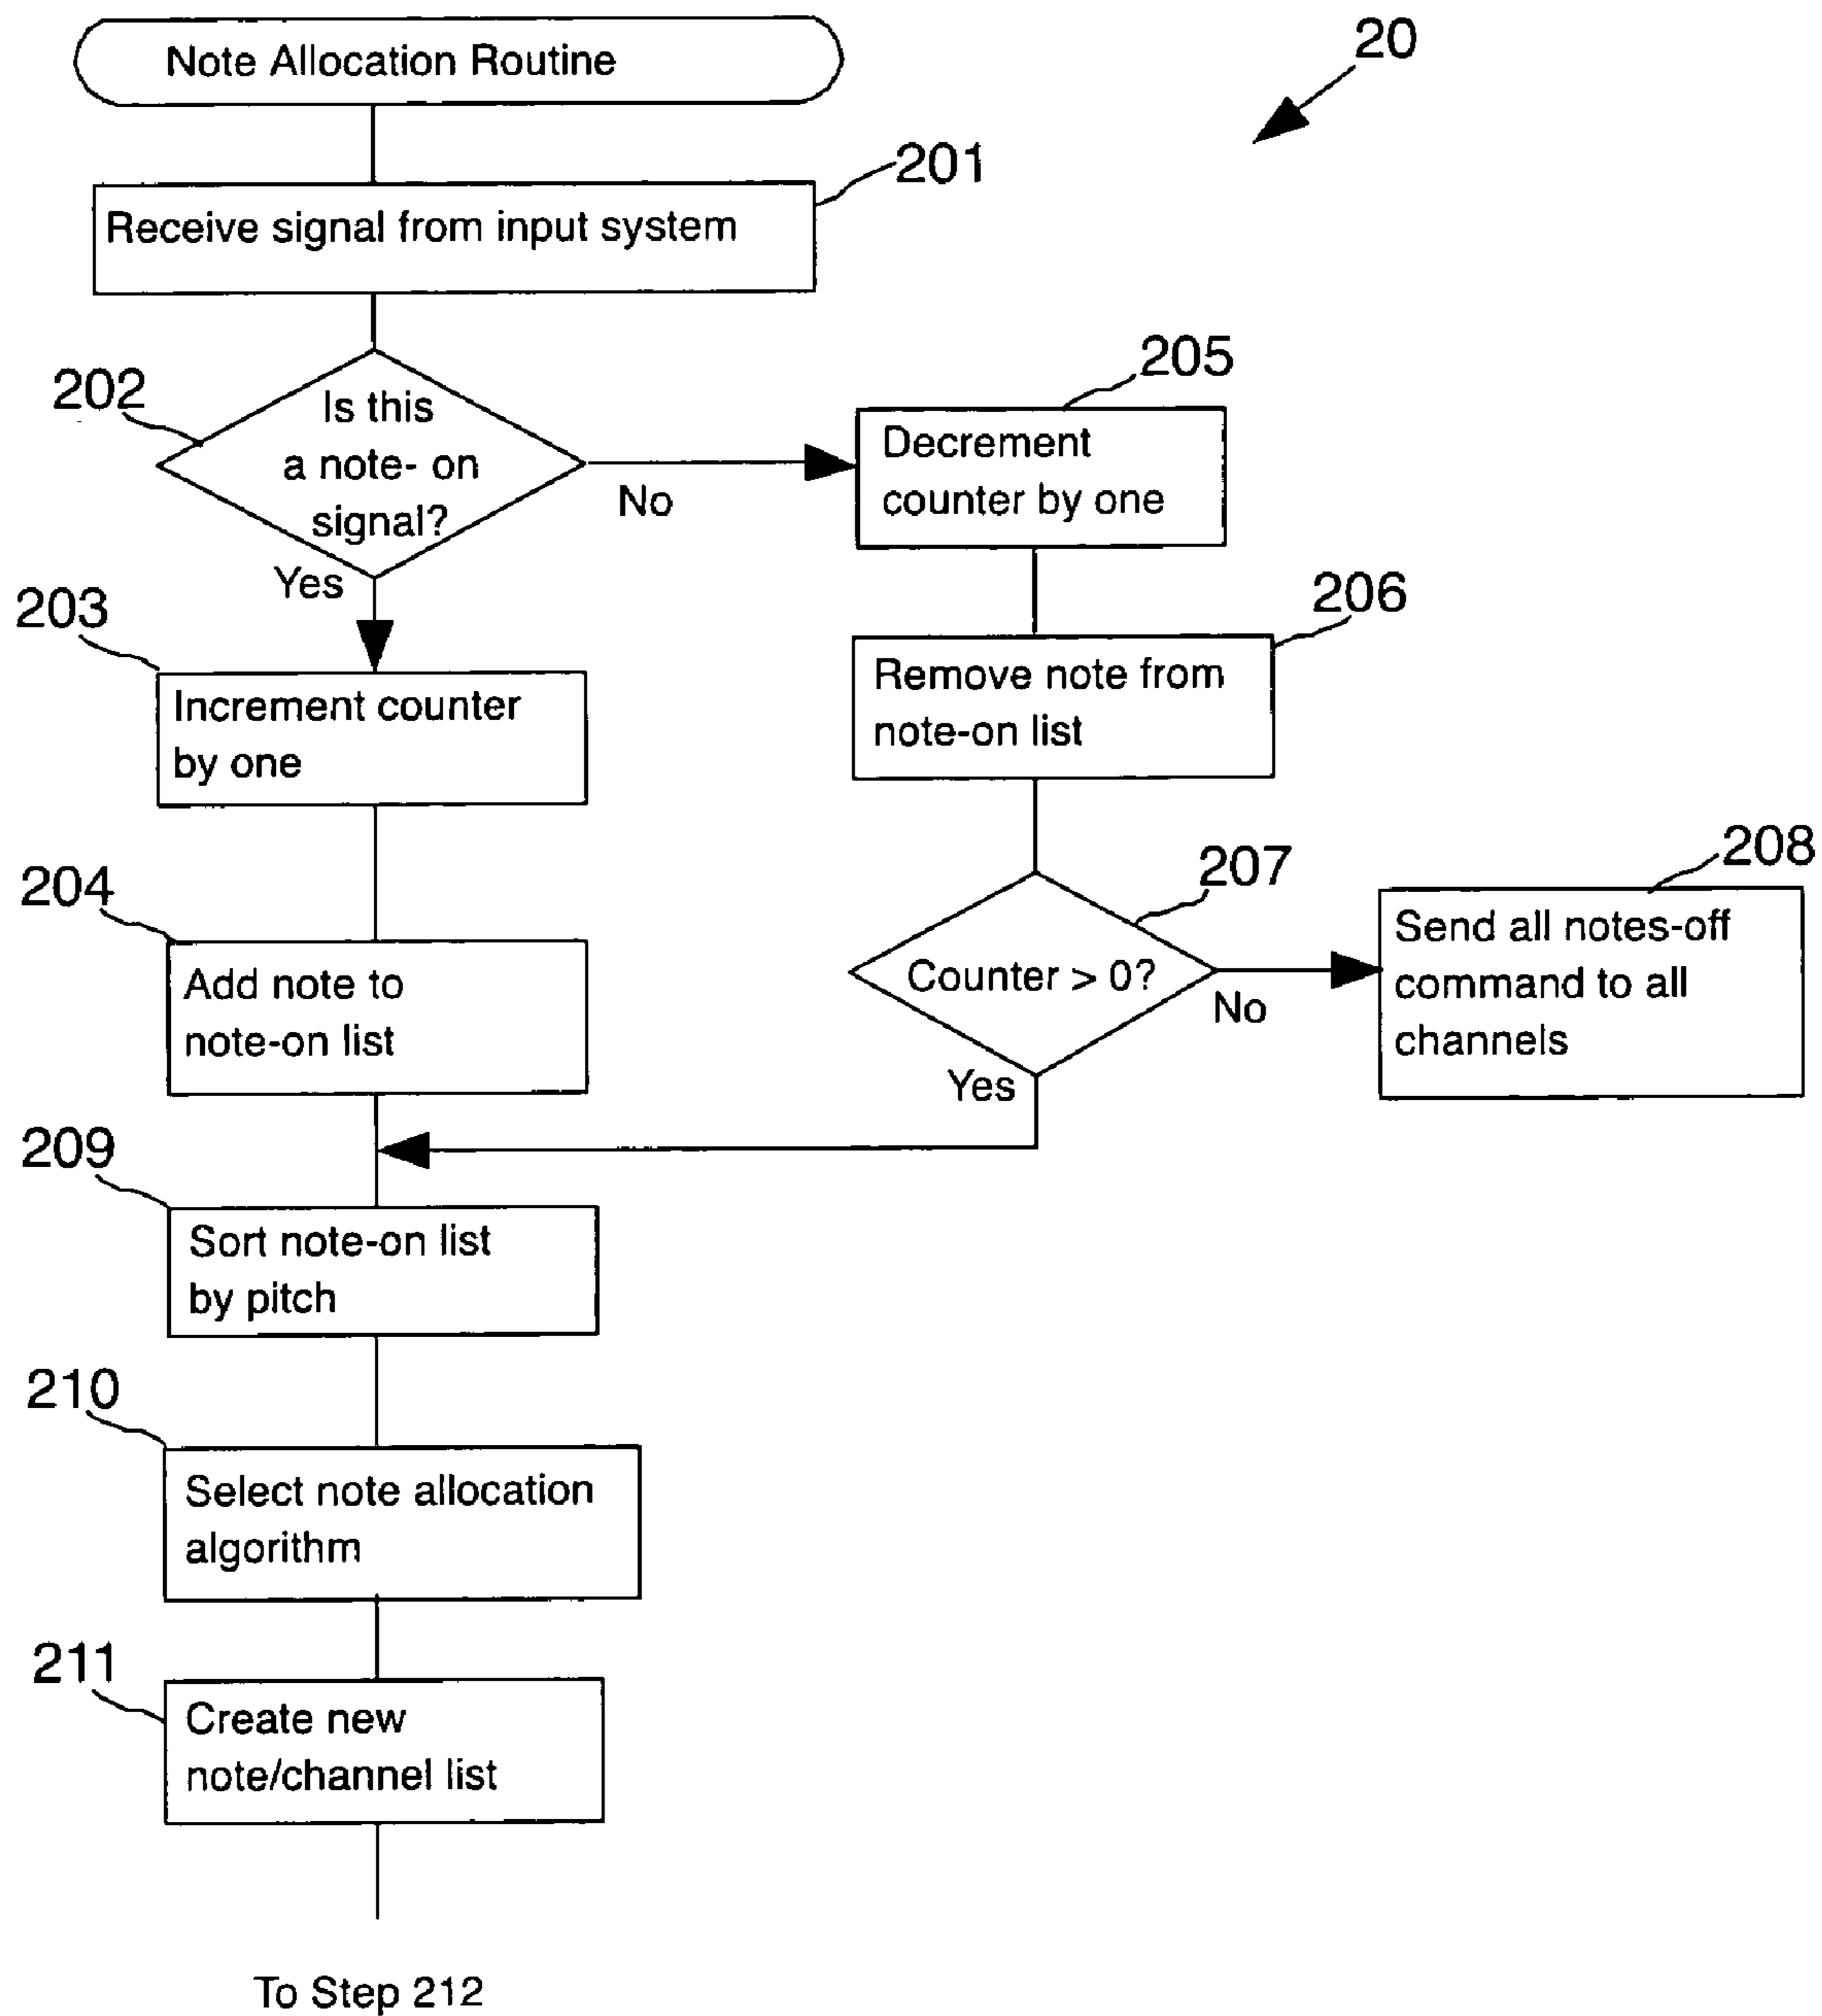 Note Allocation Routine
20
201
Receive signal from input system
202
Is this
a note- on
signal?
No
Yes
205
Decrement
counter by one
203
Increment counter
by one
206
Remove note from
note-on list
204
Add note to
note-on list
207
Counter > 0?
No
Yes
208
Send all notes-off
command to all
channels
209
Sort note-on list
by pitch
210
Select note allocation
algorithm
211
Create new
note/channel list
To Step 212